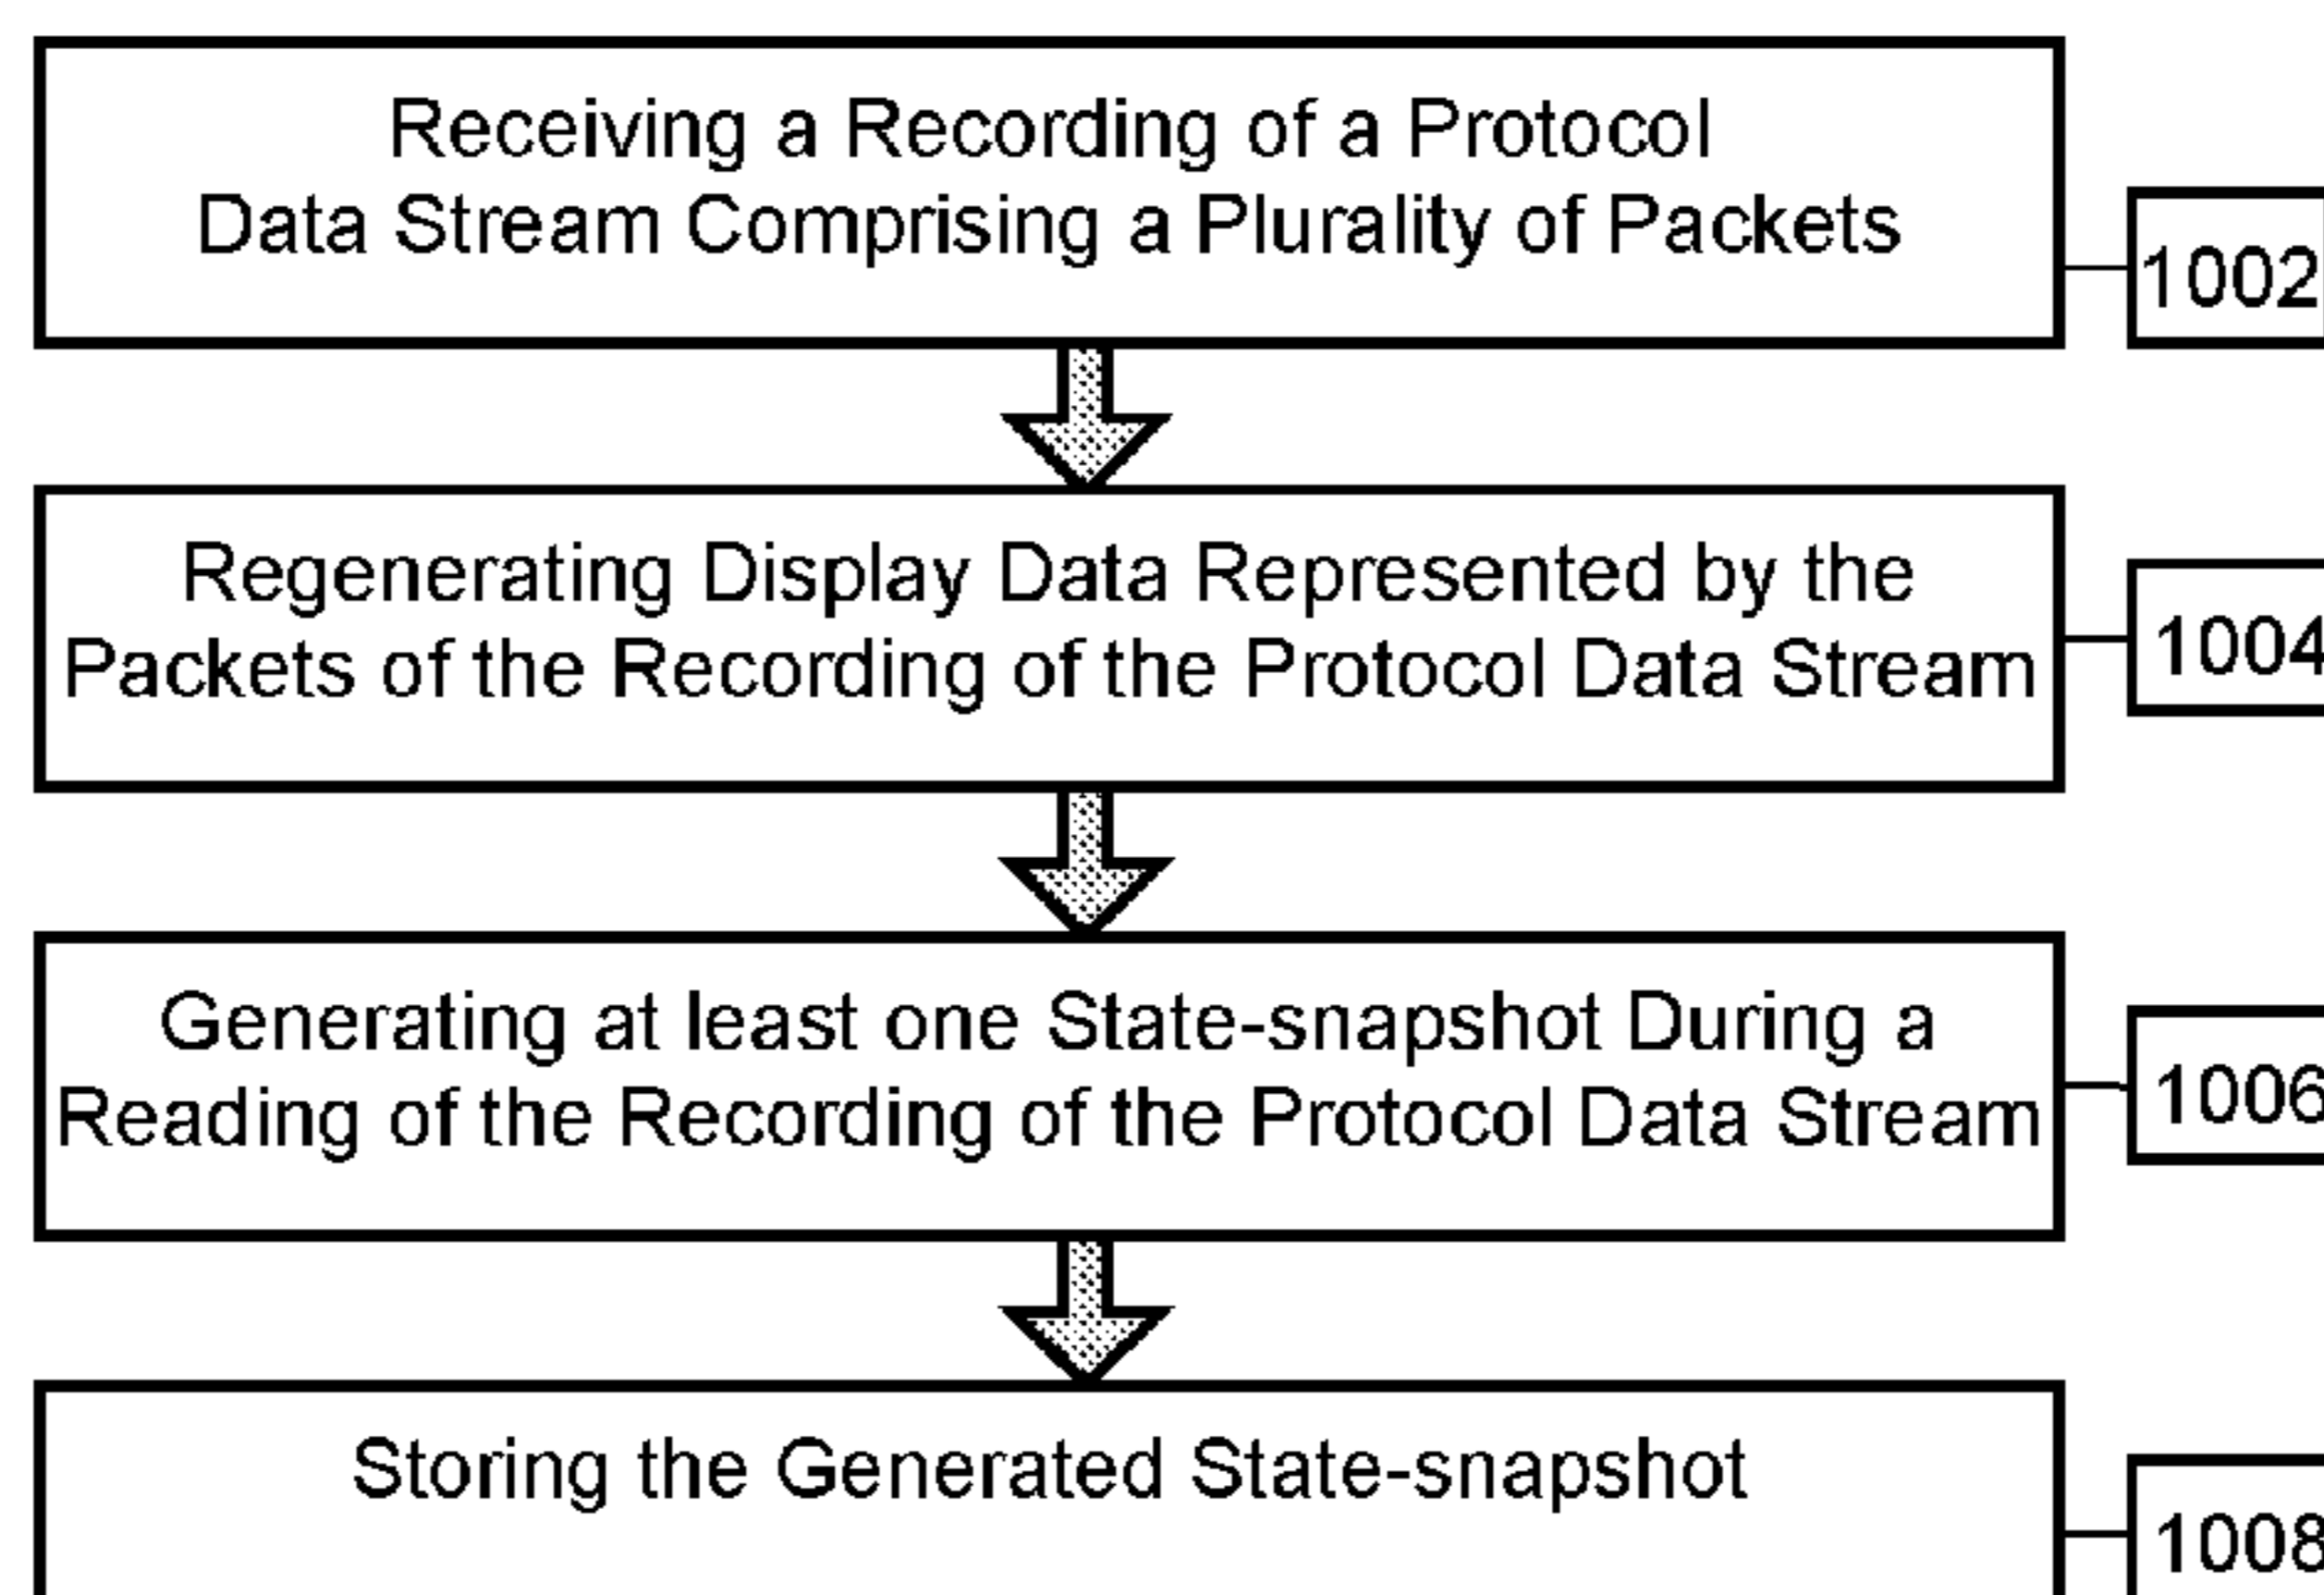 Receiving a Recording of a Protocol
Data Stream Comprising a Plurality of Packets
1002
Regenerating Display Data Represented by the
Packets of the Recording of the Protocol Data Stream
1004
Generating at least one State-snapshot During a
Reading of the Recording of the Protocol Data Stream
1006
Storing the Generated State-snapshot
1008